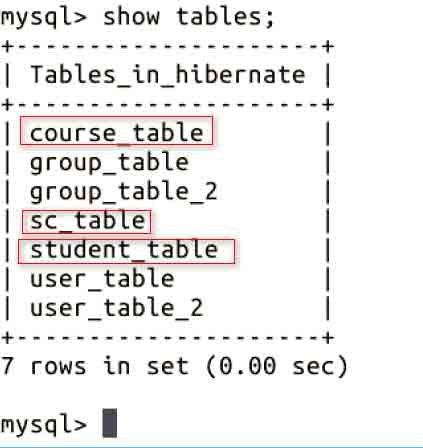 mysql> show tables;
+---------------------+
| Tables_in_hibernate |
+---------------------+
| course_table |
| group_table |
| group_table_2 |
| sc_table |
| student_table |
| user_table |
| user_table_2 |
+---------------------+
7 rows in set (0.00 sec)
mysql>